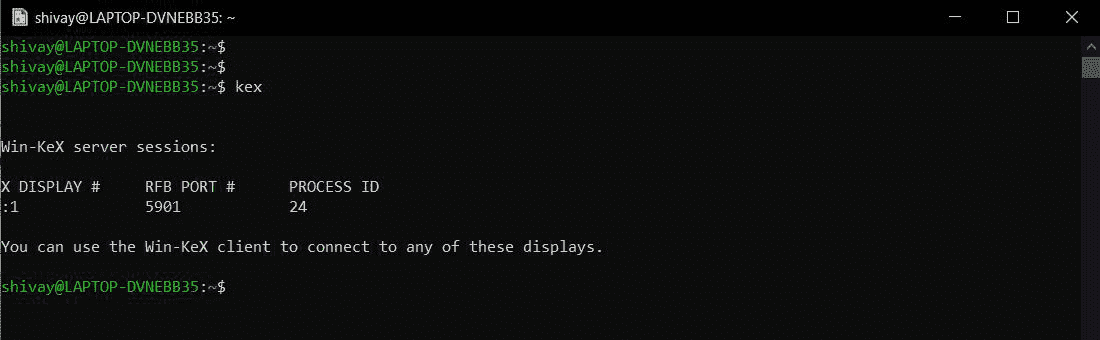 shivay@LAPTOP-DVNEBB35: ~
shivay@LAPTOP-DVNEBB35:~$
shivay@LAPTOP-DVNEBB35:~$
shivay@LAPTOP-DVNEBB35:~$ kex
Win-KeX server sessions:
X DISPLAY # RFB PORT # PROCESS ID
:1 5901 24
You can use the Win-KeX client to connect to any of these displays.
shivay@LAPTOP-DVNEBB35:~$